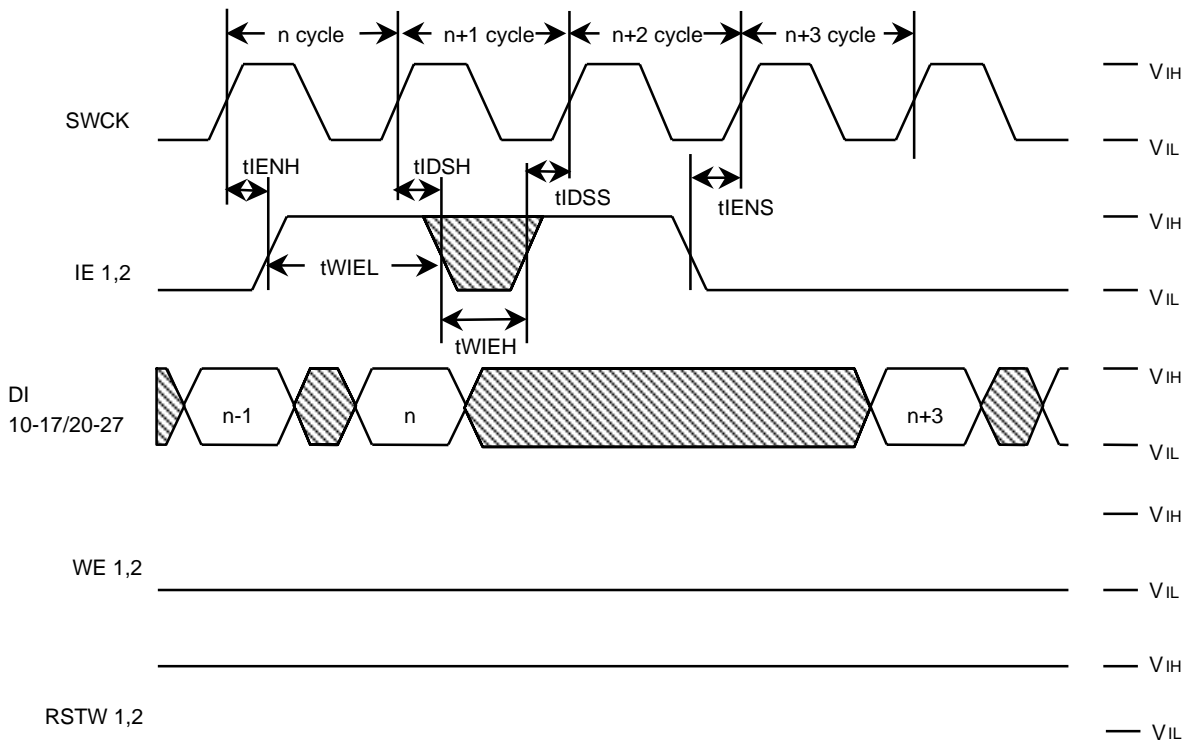 n cycle n+1 cycle n+2 cycle n+3 cycle
VIH
SWCK
VIL
tIENH tIDSH tIDSS tIENS
VIH
IE 1,2 tWIEL
VIL
tWIEH
VIH
DI
10-17/20-27 n-1 n n+3
VIL
VIH
WE 1,2
VIL
VIH
RSTW 1,2
VIL